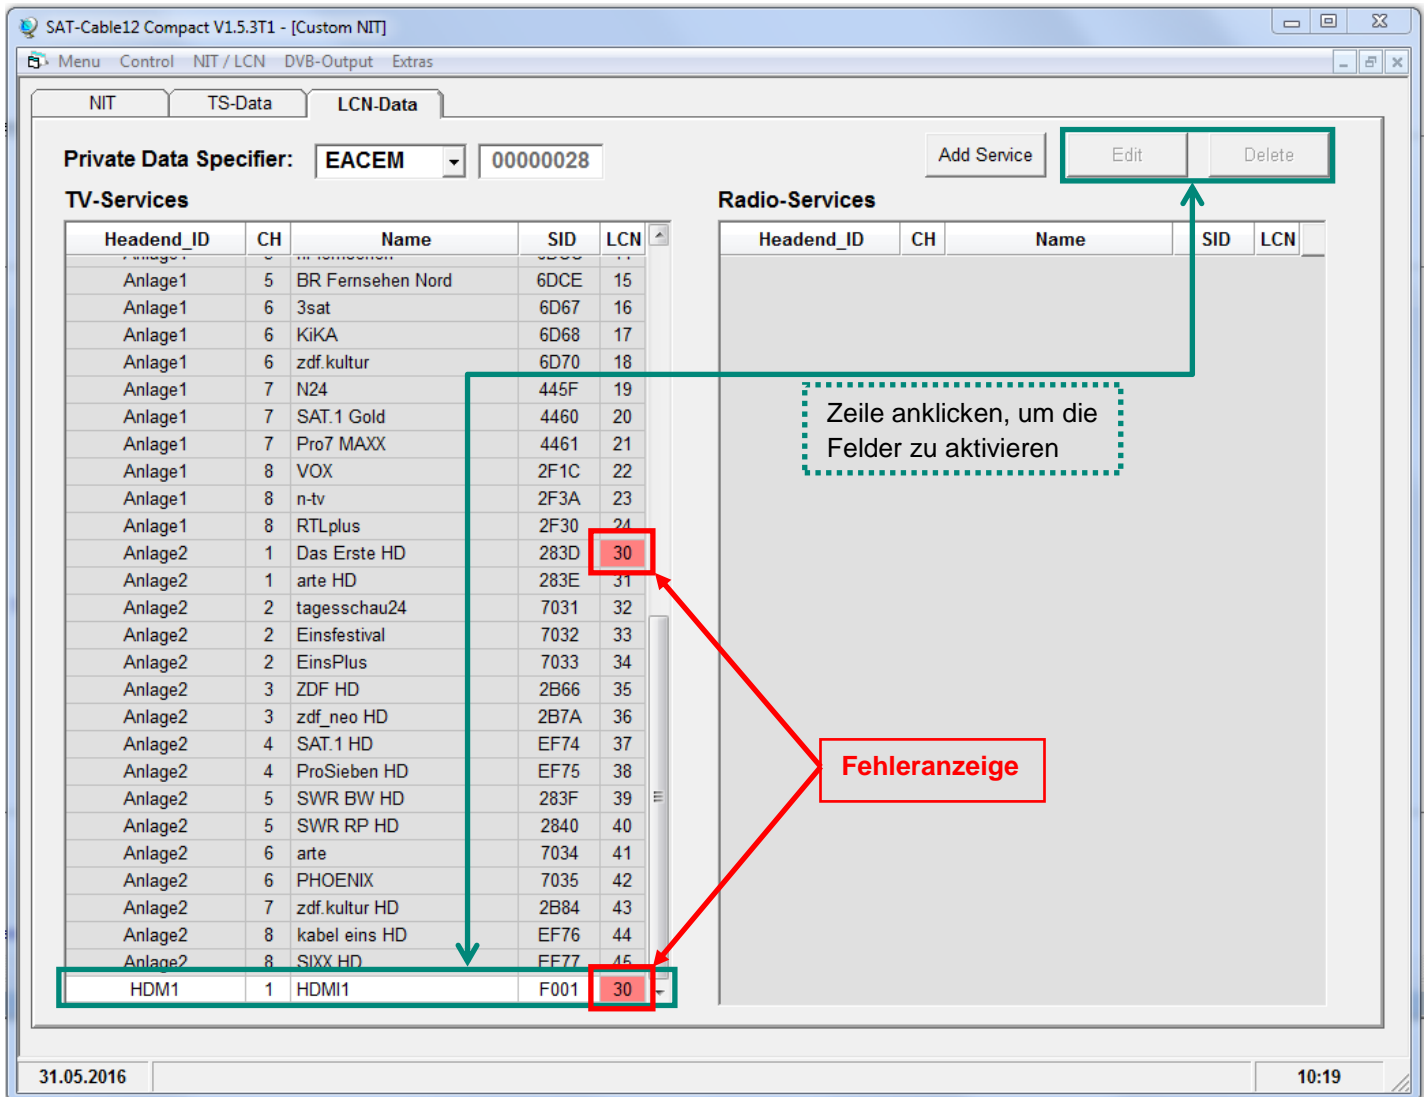 SAT-Cable12 Compact V1.5.3T1 - [Custom NIT]
Menu Control NIT / LCN DVB-Output Extras
NIT TS-Data LCN-Data
Private Data Specifier: EACEM 00000028 Add Service Edit Delete
TV-Services Radio-Services
Headend_ID CH Name SID LCN Headend_ID CH Name SID LCN
Anlage1 5 BR Fernsehen Nord 6DCE 15
Anlage1 6 3sat 6D67 16
Anlage1 6 KiKA 6D68 17
Anlage1 6 zdf.kultur 6D70 18
Anlage1 7 N24 445F 19
Anlage1 7 SAT.1 Gold 4460 20
Anlage1 7 Pro7 MAXX 4461 21
Anlage1 8 VOX 2F1C 22
Anlage1 8 n-tv 2F3A 23
Anlage1 8 RTLplus 2F30 24
Anlage2 1 Das Erste HD 283D 30
Anlage2 1 arte HD 283E 31
Anlage2 2 tagesschau24 7031 32
Anlage2 2 Einsfestival 7032 33
Anlage2 2 EinsPlus 7033 34
Anlage2 3 ZDF HD 2B66 35
Anlage2 3 zdf_neo HD 2B7A 36
Anlage2 4 SAT.1 HD EF74 37
Anlage2 4 ProSieben HD EF75 38
Anlage2 5 SWR BW HD 283F 39
Anlage2 5 SWR RP HD 2840 40
Anlage2 6 arte 7034 41
Anlage2 6 PHOENIX 7035 42
Anlage2 7 zdf.kultur HD 2B84 43
Anlage2 8 kabel eins HD EF76 44
Anlage2 8 SIXX HD EF77 45
HDM1 1 HDMI1 F001 30
Zeile anklicken, um die
Felder zu aktivieren
Fehleranzeige
31.05.2016 10:19